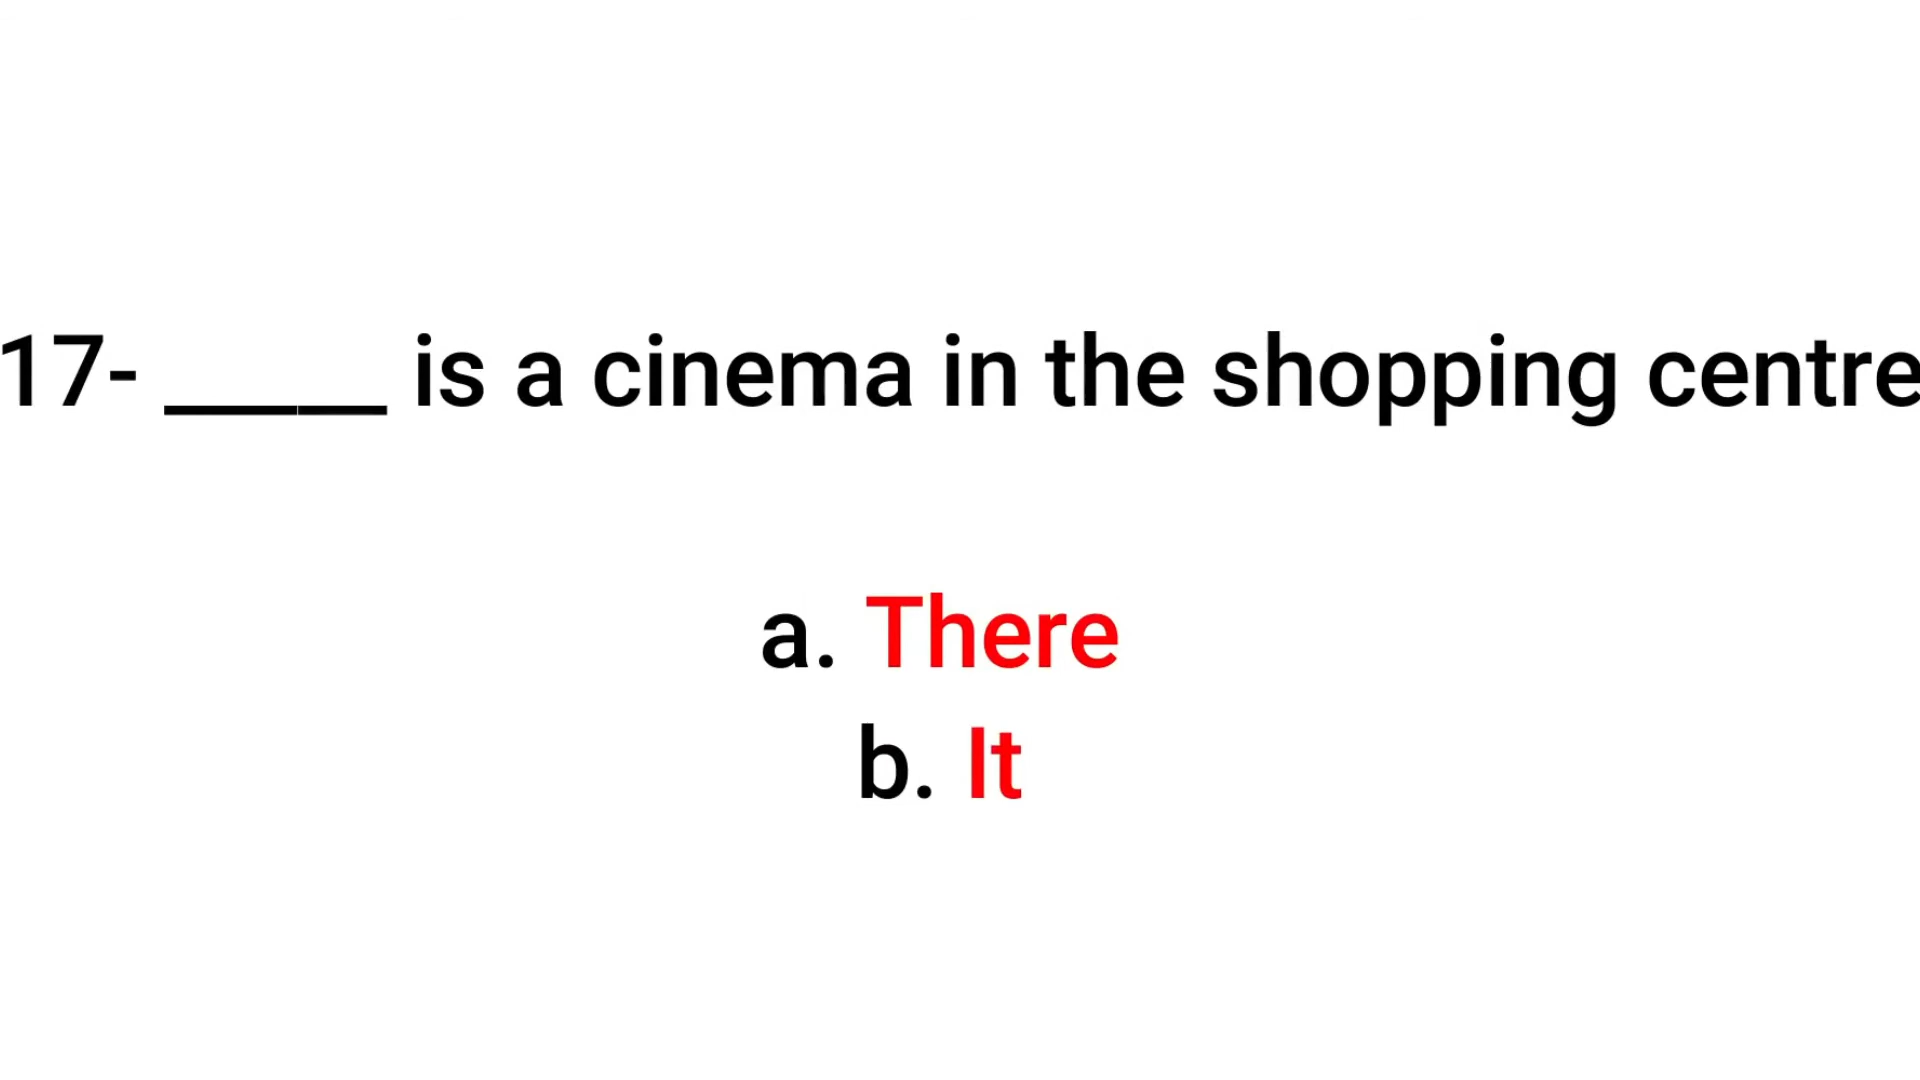 17- _____ is a cinema in the shopping centre
a. There
b. It